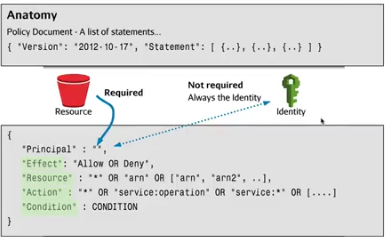 Anatomy
Policy Document - A list of statements...
{ "Version": "2012-10-17", "Statement": [ {..}, {..}, {..} ] }
Required
Not required
Always the Identity
Resource
Identity
{
"Principal" : "",
"Effect": "Allow OR Deny",
"Resource" : "*" OR "arn" OR ["arn", "arn2", ..],
"Action" : "*" OR "service:operation" OR "service:*" OR [....]
"Condition" : CONDITION
}